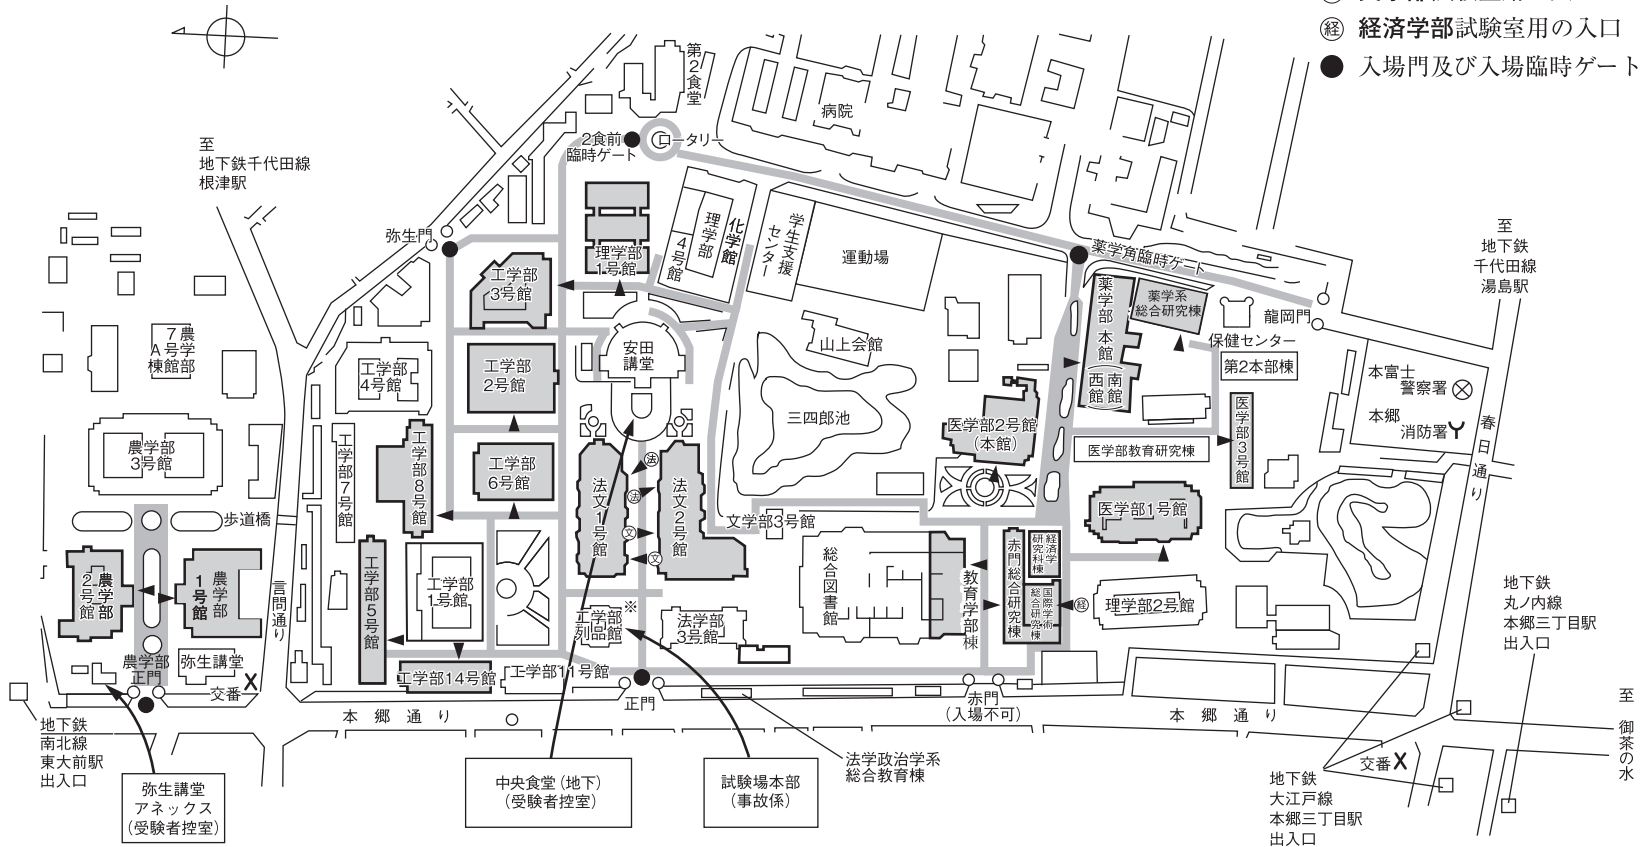 経 経済学部試験室用の入口
入場門及び入場臨時ゲート
第2食堂
病院
2食前
臨時ゲート
ロータリー
至
地下鉄千代田線
根津駅
弥生門
理学部
1号館
理学部
4号館
化学館
学生支援
センター
運動場
薬学角臨時ゲート
至
地下鉄
千代田線
湯島駅
工学部
3号館
薬学部
本館
南館
西館
薬学系
総合研究棟
龍岡門
保健センター
第2本部棟
農学部
7号館
A棟
安田
講堂
山上会館
工学部
4号館
工学部
2号館
本富士
警察署
本郷
消防署
春日通り
三四郎池
医学部2号館
(本館)
医学部教育研究棟
医学部3号館
農学部
3号館
工学部7号館
工学部8号館
工学部
6号館
法文1号館
法文2号館
法
法
文
文
文学部3号館
医学部1号館
歩道橋
農学部
2号館
農学部
1号館
言問通り
工学部5号館
工学部
1号館
総合図書館
教育学部棟
赤門総合研究棟
経済学
研究科棟
国際学術
総合研究棟
経
理学部2号館
地下鉄
丸ノ内線
本郷三丁目駅
出入口
工学部
列品館
※
法学部
3号館
農学部
正門
弥生講堂
交番
工学部14号館
工学部11号館
正門
赤門
(入場不可)
本郷通り
本郷通り
至
御茶の水
地下鉄
南北線
東大前駅
出入口
弥生講堂
アネックス
(受験者控室)
中央食堂(地下)
(受験者控室)
試験場本部
(事故係)
法学政治学系
総合教育棟
交番
地下鉄
大江戸線
本郷三丁目駅
出入口